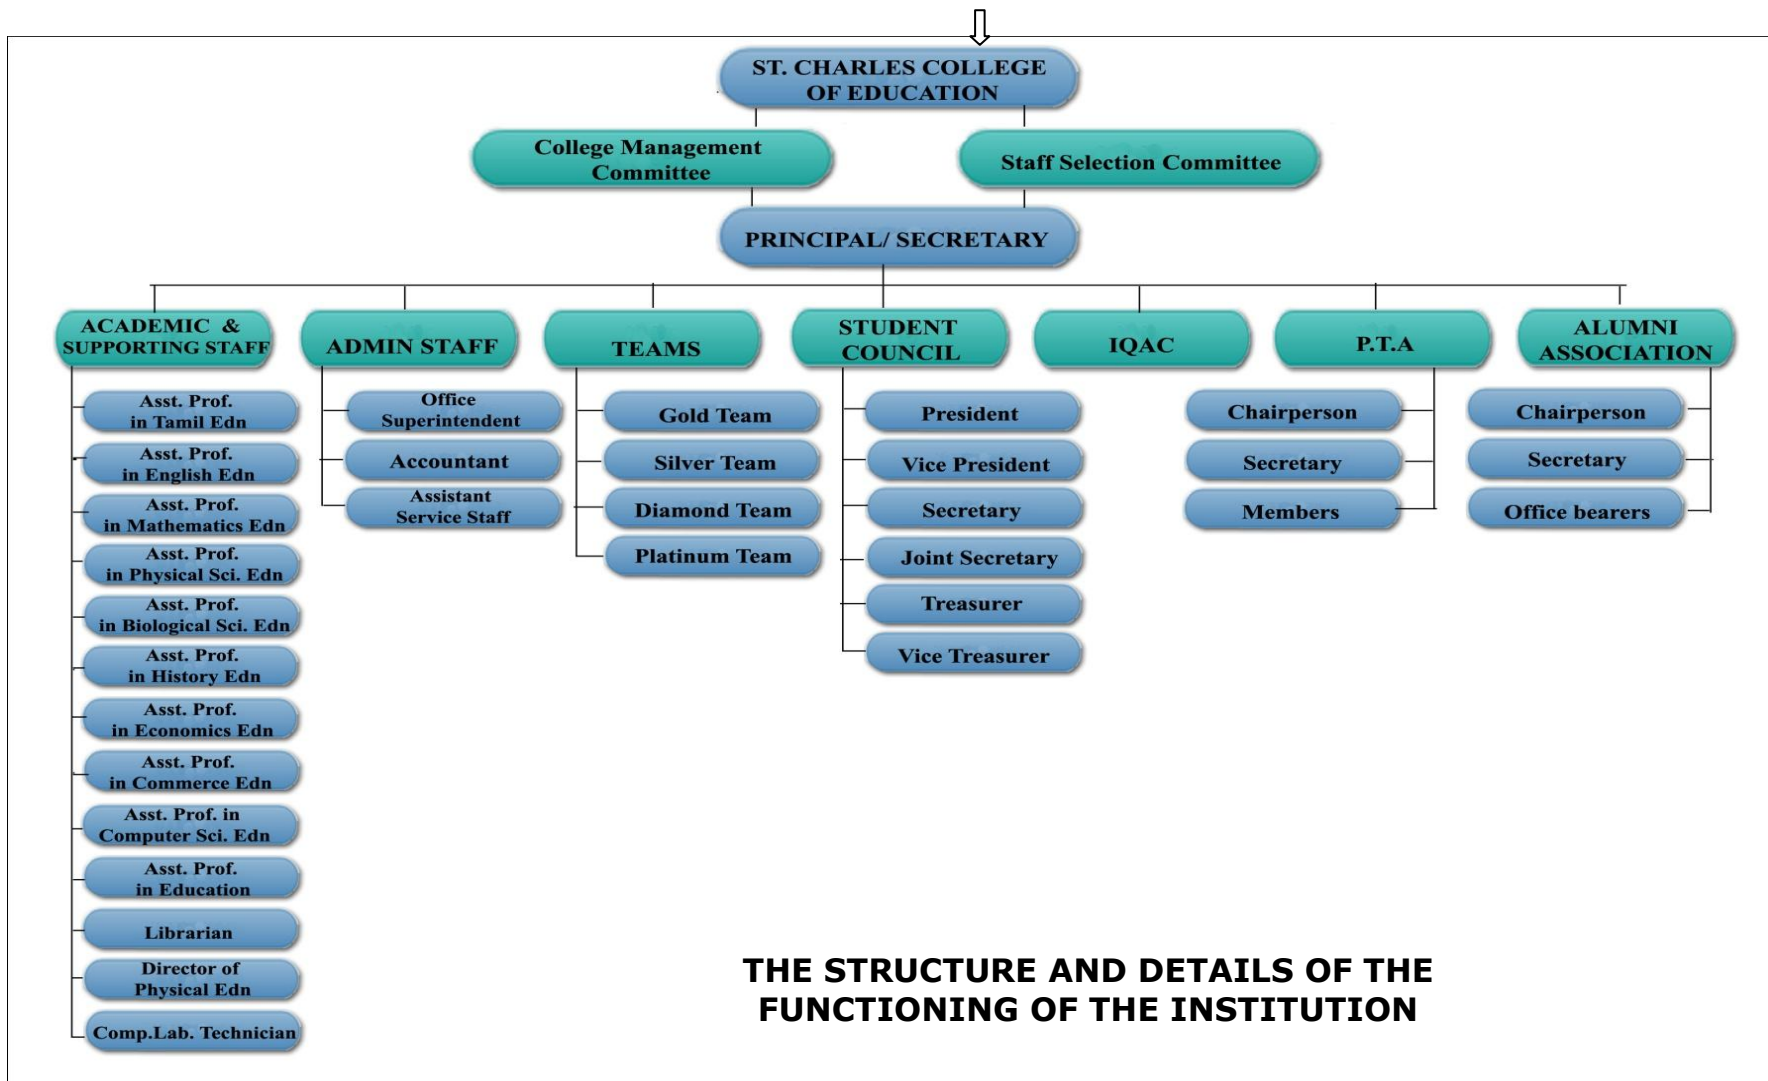 ST. CHARLES COLLEGE
OF EDUCATION
College Management
Committee
Staff Selection Committee
PRINCIPAL/ SECRETARY
ACADEMIC &
SUPPORTING STAFF
Asst. Prof.
in Tamil Edn
Asst. Prof.
in English Edn
Asst. Prof.
in Mathematics Edn
Asst. Prof.
in Physical Sci. Edn
Asst. Prof.
in Biological Sci. Edn
Asst. Prof.
in History Edn
Asst. Prof.
in Economics Edn
Asst. Prof.
in Commerce Edn
Asst. Prof. in
Computer Sci. Edn
Asst. Prof.
in Education
Librarian
Director of
Physical Edn
Comp.Lab. Technician
ADMIN STAFF
Office
Superintendent
Accountant
Assistant
Service Staff
TEAMS
Gold Team
Silver Team
Diamond Team
Platinum Team
STUDENT
COUNCIL
President
Vice President
Secretary
Joint Secretary
Treasurer
Vice Treasurer
IQAC
P.T.A
Chairperson
Secretary
Members
ALUMNI
ASSOCIATION
Chairperson
Secretary
Office bearers
THE STRUCTURE AND DETAILS OF THE
FUNCTIONING OF THE INSTITUTION